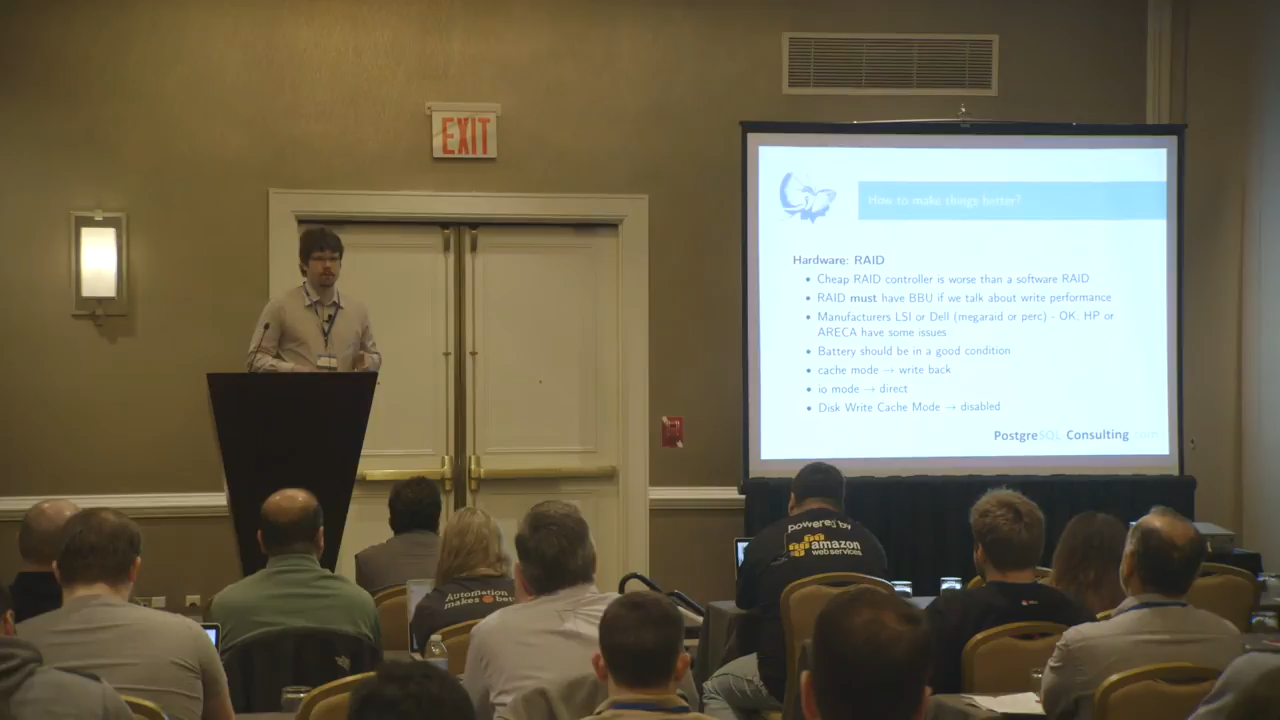 EXIT
How to make things better?
Hardware: RAID
• Cheap RAID controller is worse than a software RAID
• RAID must have BBU if we talk about write performance
• Manufacturers LSI or Dell (megaraid or perc) - OK: HP or
ARECA have some issues
• Battery should be in a good condition
• cache mode → write back
• io mode → direct
• Disk Write Cache Mode → disabled
PostgreSQL Consulting.com
powered by
amazon
web services
Automation
makes